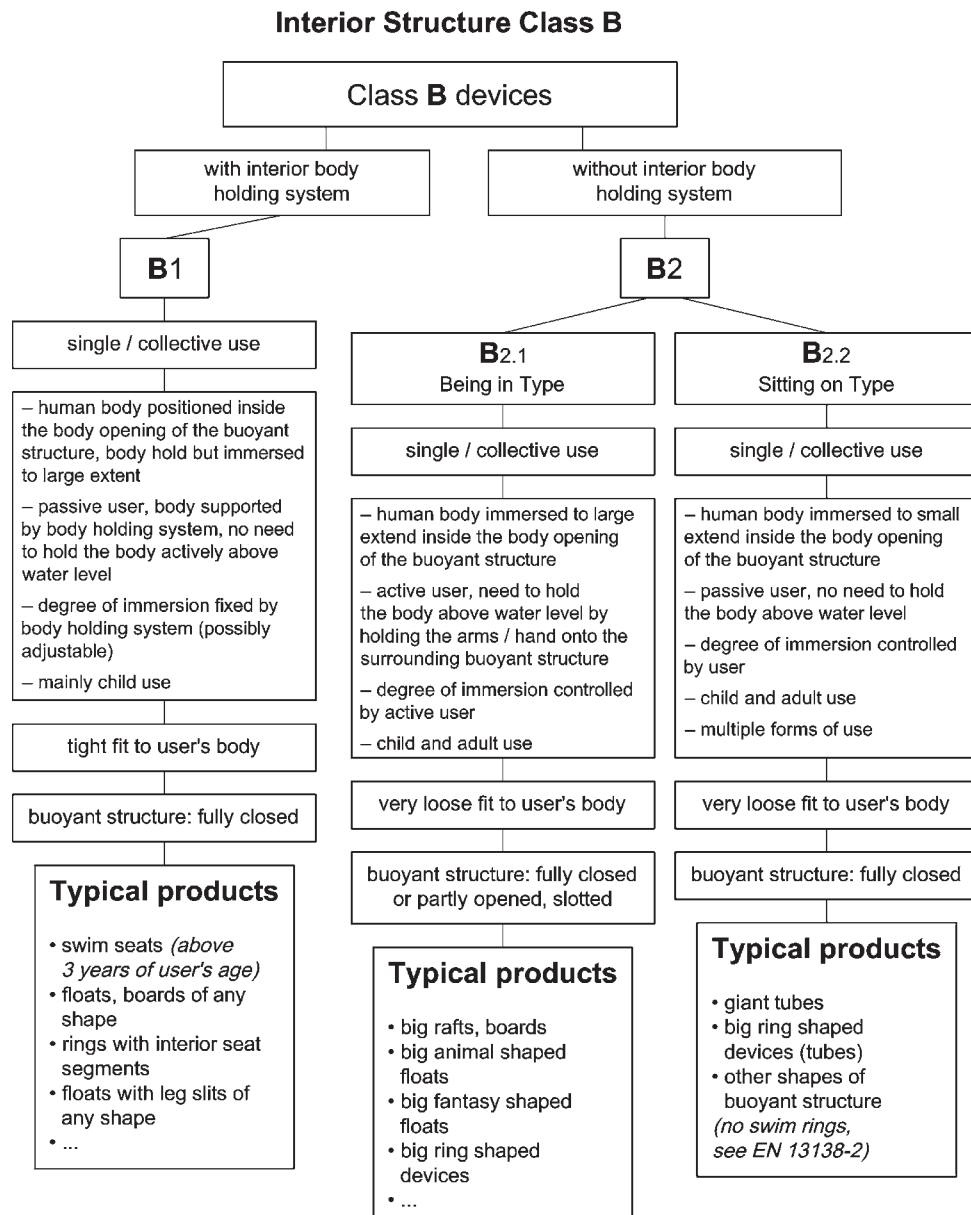 Interior Structure Class B
Class B devices
with interior body
holding system
without interior body
holding system
B1
single / collective use
– human body positioned inside
the body opening of the buoyant
structure, body hold but immersed
to large extent
– passive user, body supported
by body holding system, no need
to hold the body actively above
water level
– degree of immersion fixed by
body holding system (possibly
adjustable)
– mainly child use
tight fit to user's body
buoyant structure: fully closed
Typical products
• swim seats (above
3 years of user's age)
• floats, boards of any
shape
• rings with interior seat
segments
• floats with leg slits of
any shape
• ...
B2
B2.1
Being in Type
single / collective use
– human body immersed to large
extend inside the body opening
of the buoyant structure
– active user, need to hold
the body above water level by
holding the arms / hand onto the
surrounding buoyant structure
– degree of immersion controlled
by active user
– child and adult use
very loose fit to user's body
buoyant structure: fully closed
or partly opened, slotted
Typical products
• big rafts, boards
• big animal shaped
floats
• big fantasy shaped
floats
• big ring shaped
devices
• ...
B2.2
Sitting on Type
single / collective use
– human body immersed to small
extend inside the body opening
of the buoyant structure
– passive user, no need to hold
the body above water level
– degree of immersion controlled
by user
– child and adult use
– multiple forms of use
very loose fit to user's body
buoyant structure: fully closed
Typical products
• giant tubes
• big ring shaped
devices (tubes)
• other shapes of
buoyant structure
(no swim rings,
see EN 13138-2)